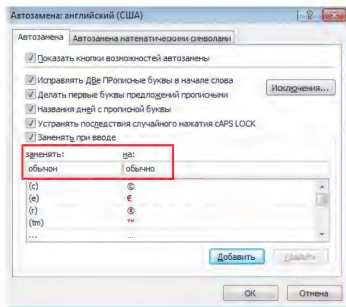 Автозамена: английский (США)
Автозамена Автозамена математическими символами
Показать кнопки возможностей автозамены
Исправлять ДВе ПРописные буквы в начале слова
Исключения...
Делать первые буквы предложений прописными
Названия дней с прописной буквы
Устранять последствия случайного нажатия cAPS LOCK
Заменять при вводе
заменять: на:
обычон обычно
(c) ©
(e) €
(r) ®
(tm) ™
... ...
Добавить Удалить
ОК Отмена